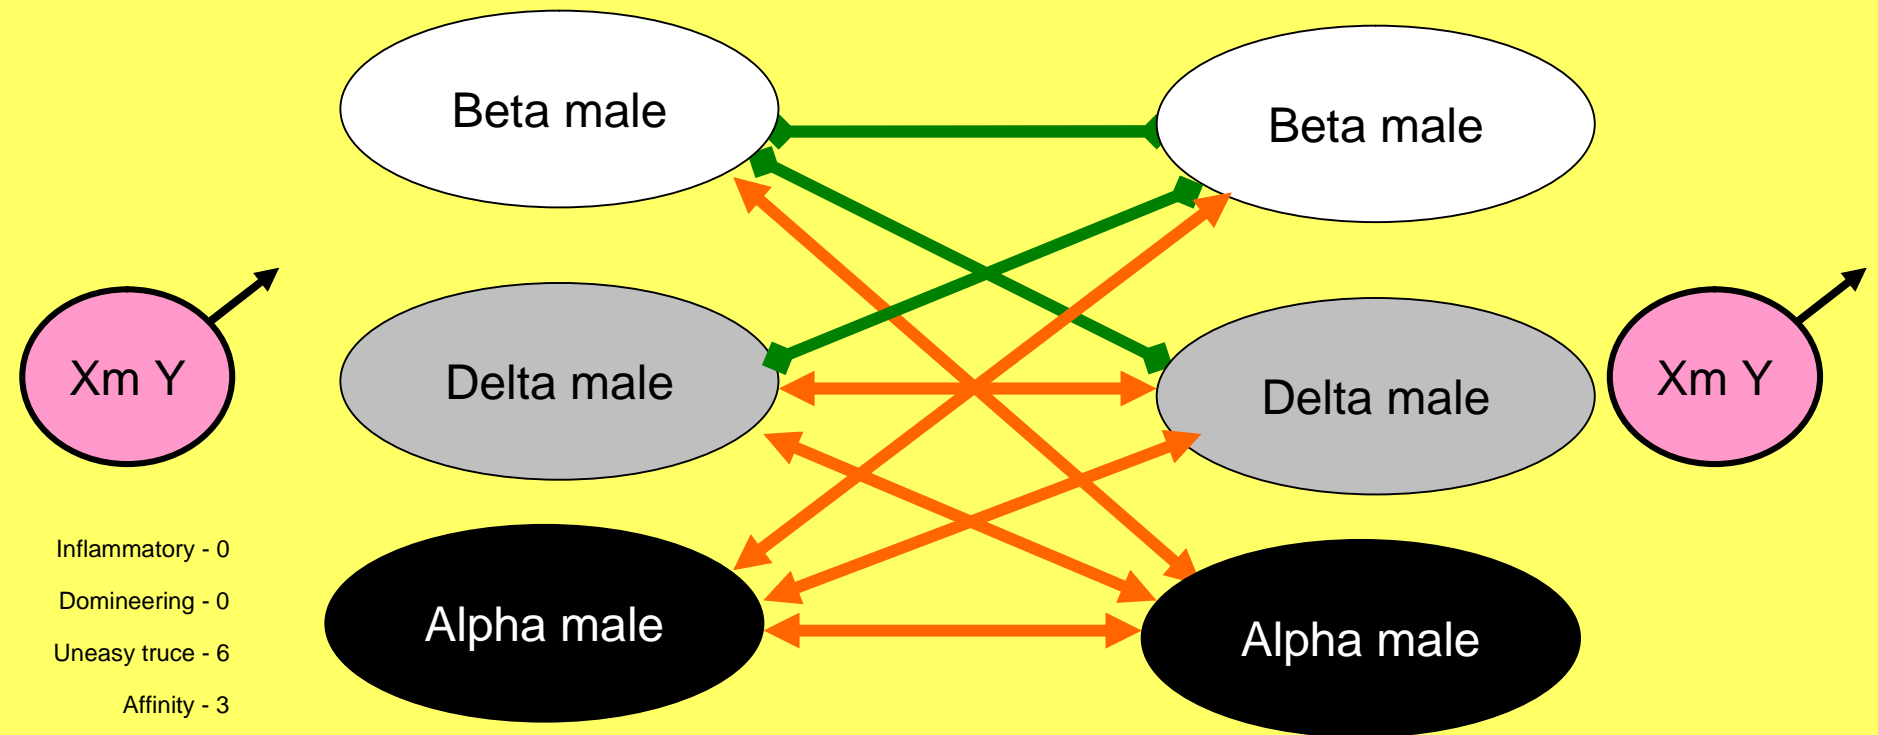 Beta male
Beta male
Xm Y
Delta male
Delta male
Xm Y
Inflammatory - 0
Domineering - 0
Uneasy truce - 6
Affinity - 3
Alpha male
Alpha male